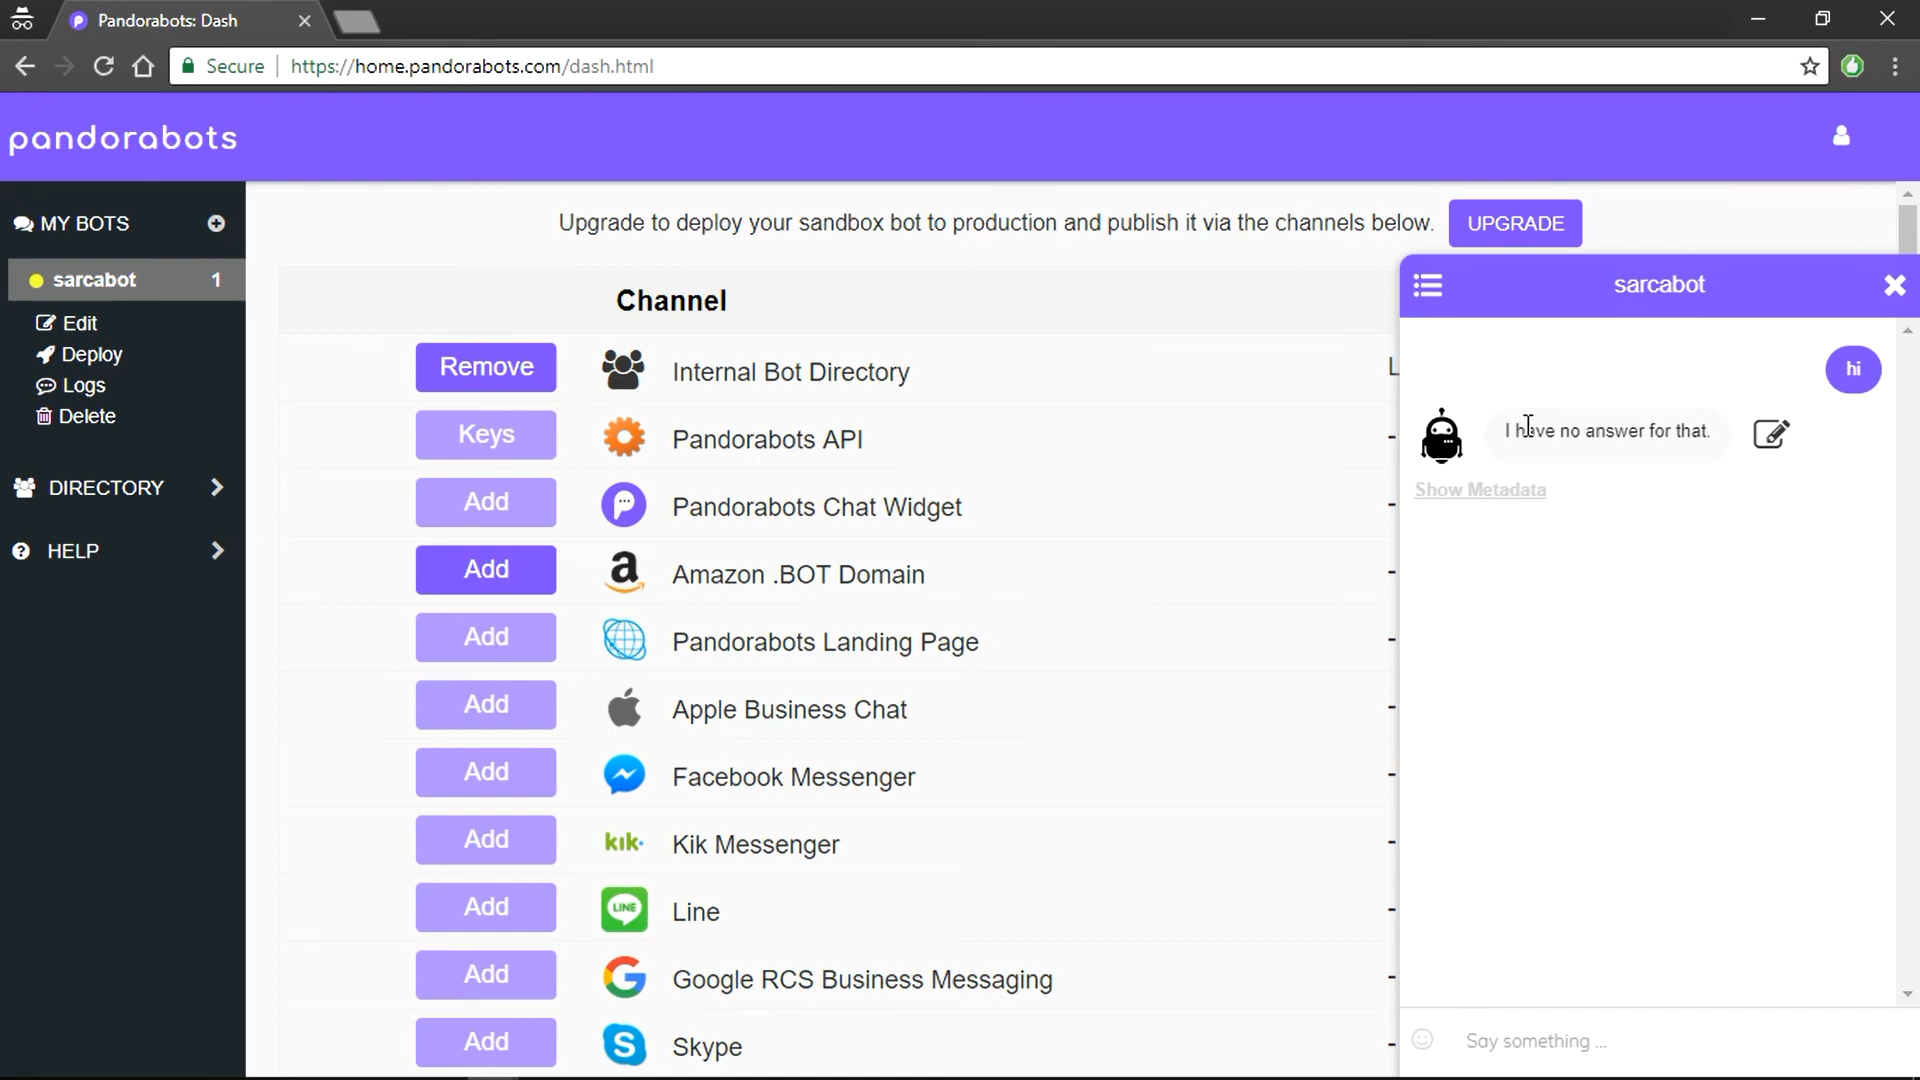 Pandorabots: Dash
Secure https://home.pandorabots.com/dash.html
pandorabots
MY BOTS
sarcabot 1
Edit
Deploy
Logs
Delete
DIRECTORY
HELP
Upgrade to deploy your sandbox bot to production and publish it via the channels below. UPGRADE
Channel
Remove Internal Bot Directory L
Keys Pandorabots API -
Add Pandorabots Chat Widget -
Add Amazon .BOT Domain -
Add Pandorabots Landing Page -
Add Apple Business Chat -
Add Facebook Messenger -
Add kik. Kik Messenger -
Add LINE Line -
Add Google RCS Business Messaging -
Add Skype -
sarcabot
hi
I have no answer for that.
Show Metadata
Say something ...